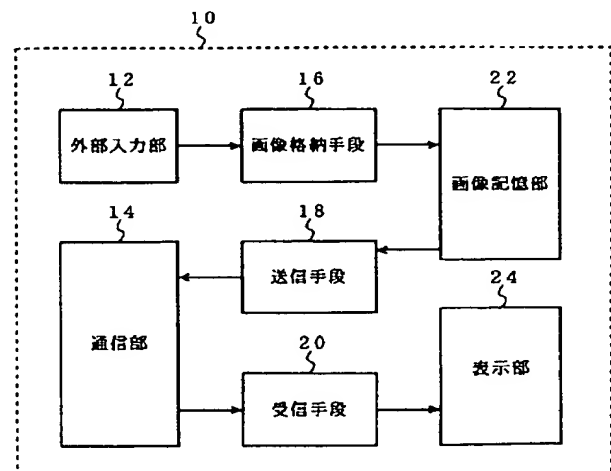 10
12
16
22
外部入力部
画像格納手段
画像記憶部
14
18
送信手段
24
通信部
20
表示部
受信手段